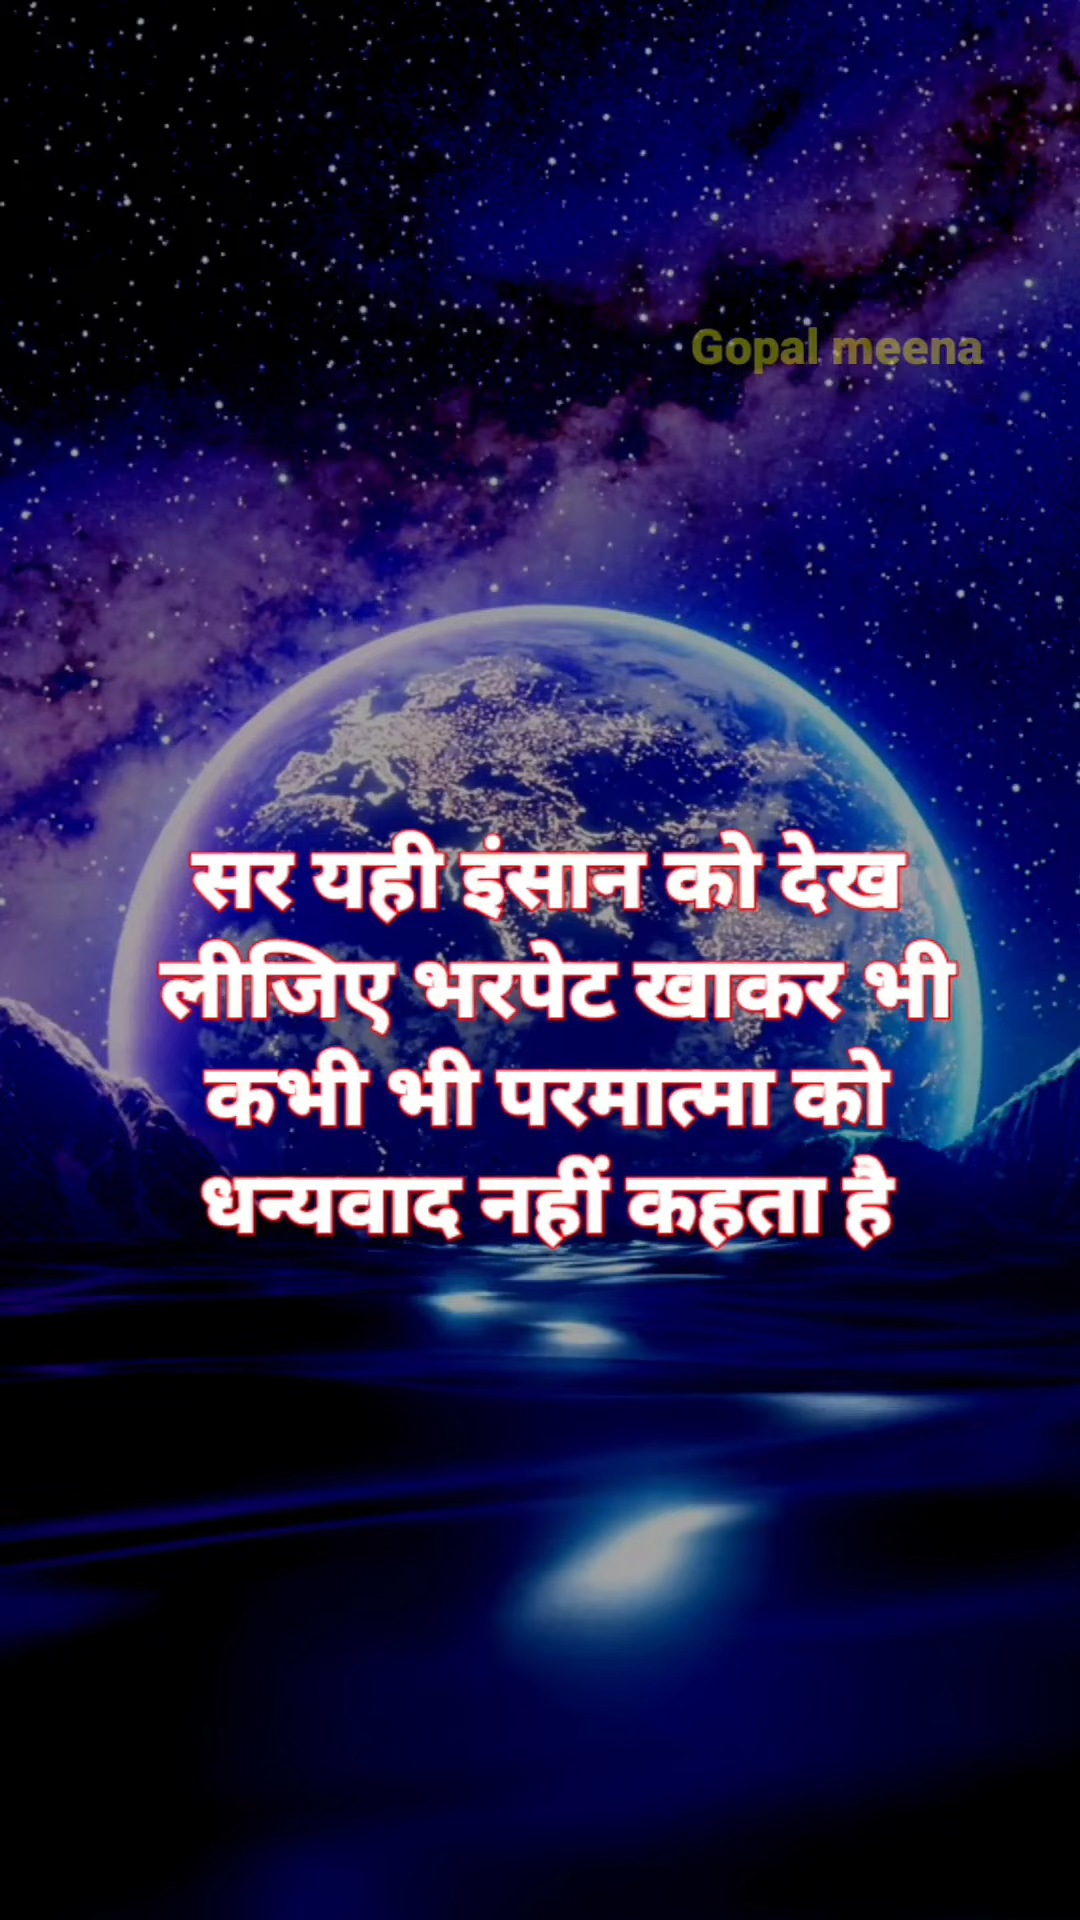 Gopal meena
सर यही इंसान को देख
लीजिए भरपेट खाकर भी
कभी भी परमात्मा को
धन्यवाद नहीं कहता है